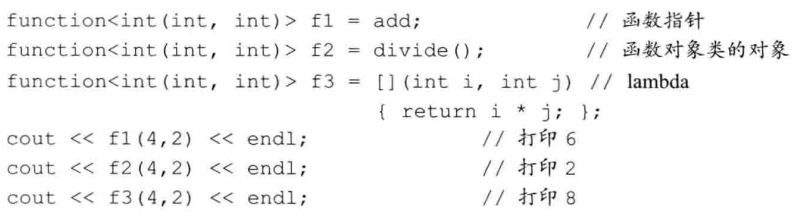 function<int(int, int)> f1 = add; // 函数指针
function<int(int, int)> f2 = divide(); // 函数对象类的对象
function<int(int, int)> f3 = [](int i, int j) // lambda
{ return i * j; };
cout << f1(4,2) << endl; // 打印 6
cout << f2(4,2) << endl; // 打印 2
cout << f3(4,2) << endl; // 打印 8